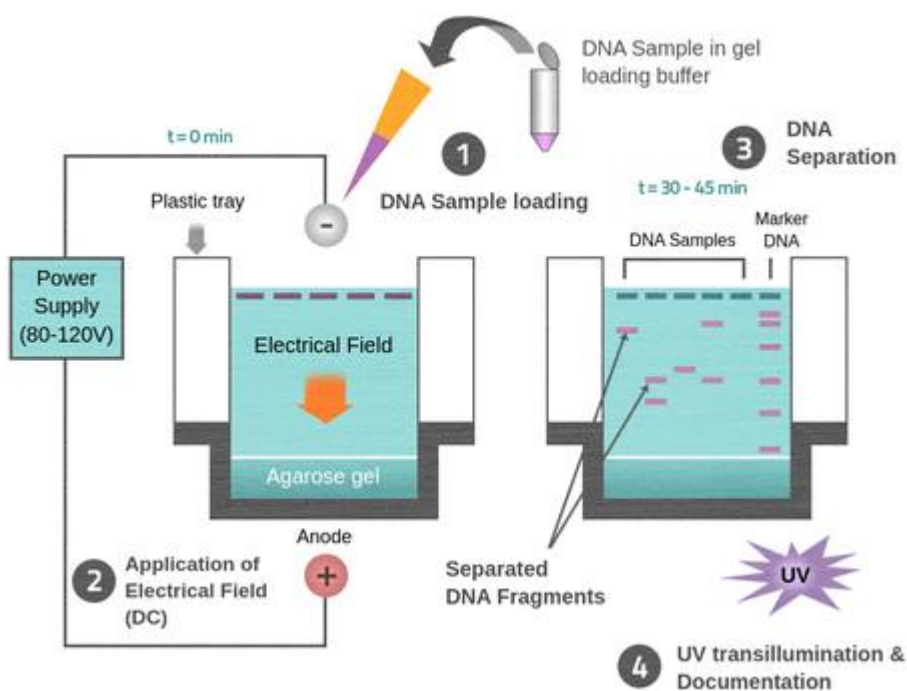 DNA Sample in gel
loading buffer
t = 0 min
1
DNA Sample loading
3
DNA
Separation
t = 30 - 45 min
Plastic tray
-
DNA Samples
Marker
DNA
Power
Supply
(80-120V)
Electrical Field
Agarose gel
Anode
+
2
Application of
Electrical Field
(DC)
Separated
DNA Fragments
UV
4
UV transillumination &
Documentation